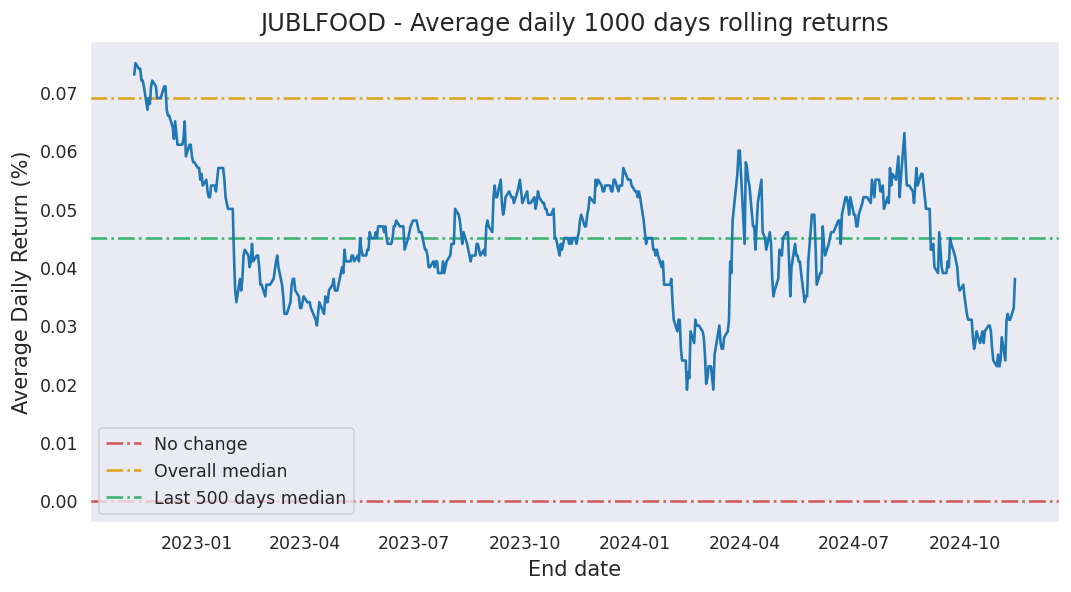 JUBLFOOD - Average daily 1000 days rolling returns
Average Daily Return (%)
0.07
0.06
0.05
0.04
0.03
0.02
0.01
0.00
No change
Overall median
Last 500 days median
2023-01 2023-04 2023-07 2023-10 2024-01 2024-04 2024-07 2024-10
End date